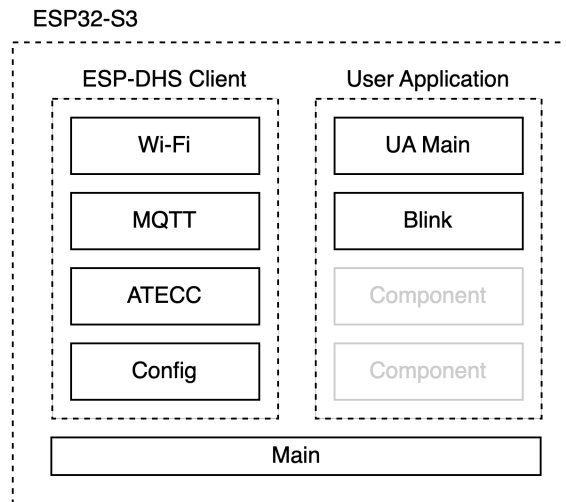 ESP32-S3
ESP-DHS Client
Wi-Fi
MQTT
ATECC
Config
User Application
UA Main
Blink
Component
Component
Main